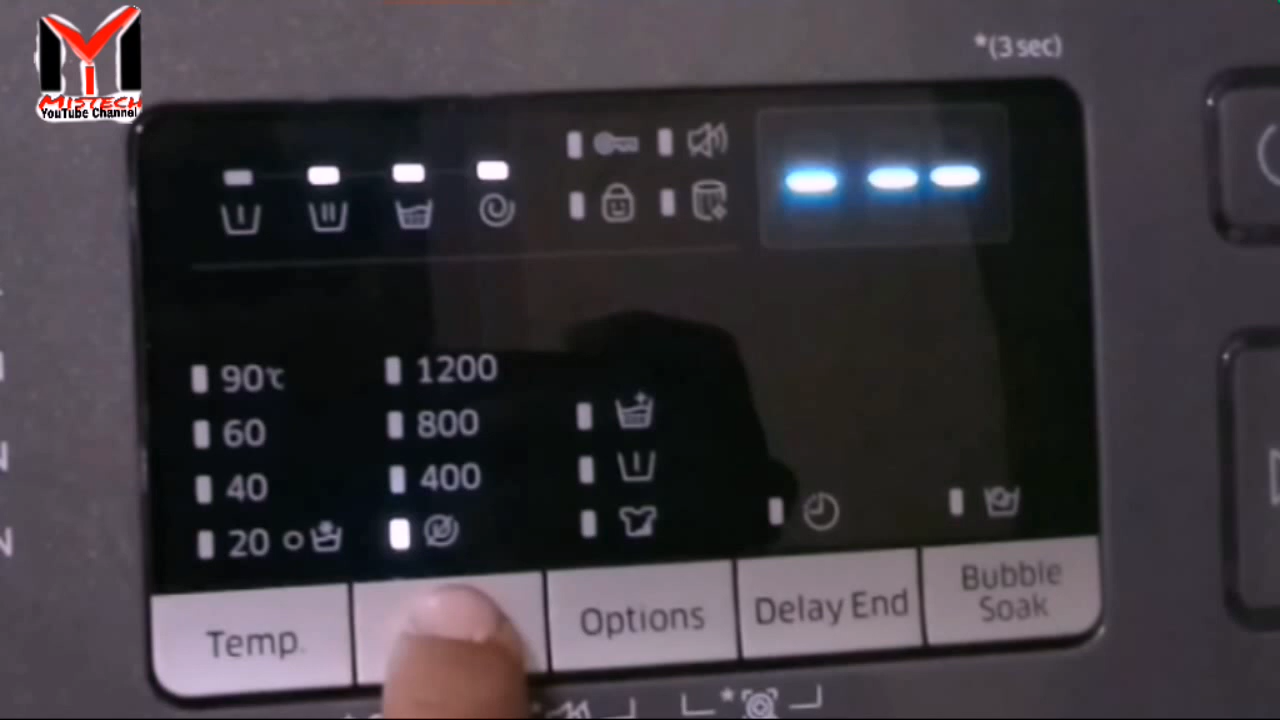 MISTECH
YouTube Channel
*(3 sec)
90°C
60
40
20
1200
800
400
Temp.
Options
Delay End
Bubble
Soak
N
N